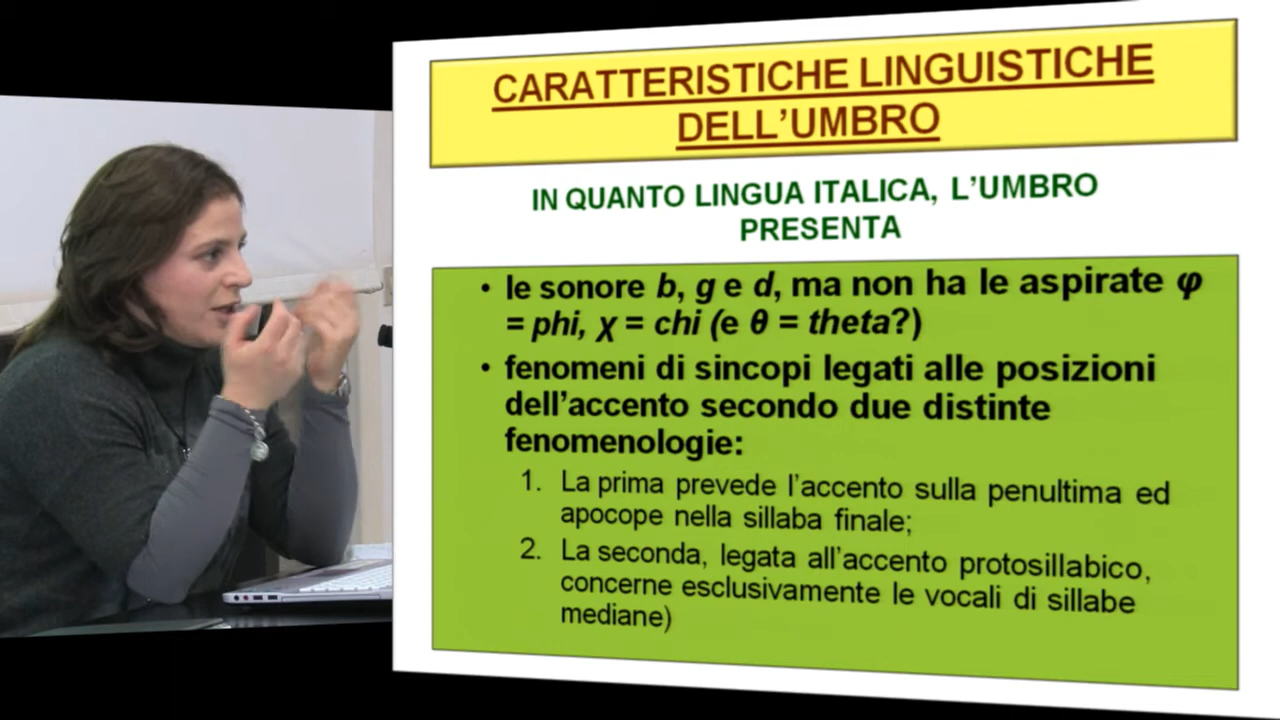 CARATTERISTICHE LINGUISTICHE
DELL'UMBRO
IN QUANTO LINGUA ITALICA, L'UMBRO
PRESENTA
• le sonore b, g e d, ma non ha le aspirate φ
= phi, χ = chi (e θ = theta?)
• fenomeni di sincopi legati alle posizioni
dell'accento secondo due distinte
fenomenologie:
1. La prima prevede l'accento sulla penultima ed
apocope nella sillaba finale;
2. La seconda, legata all'accento protosillabico,
concerne esclusivamente le vocali di sillabe
mediane)